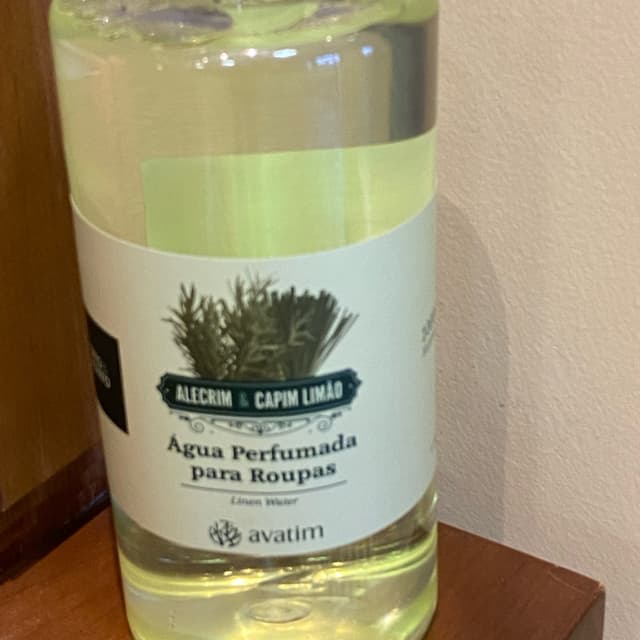 ALECRIM & CAPIM LIMÃO
Água Perfumada
para Roupas
Linen Water
avatim